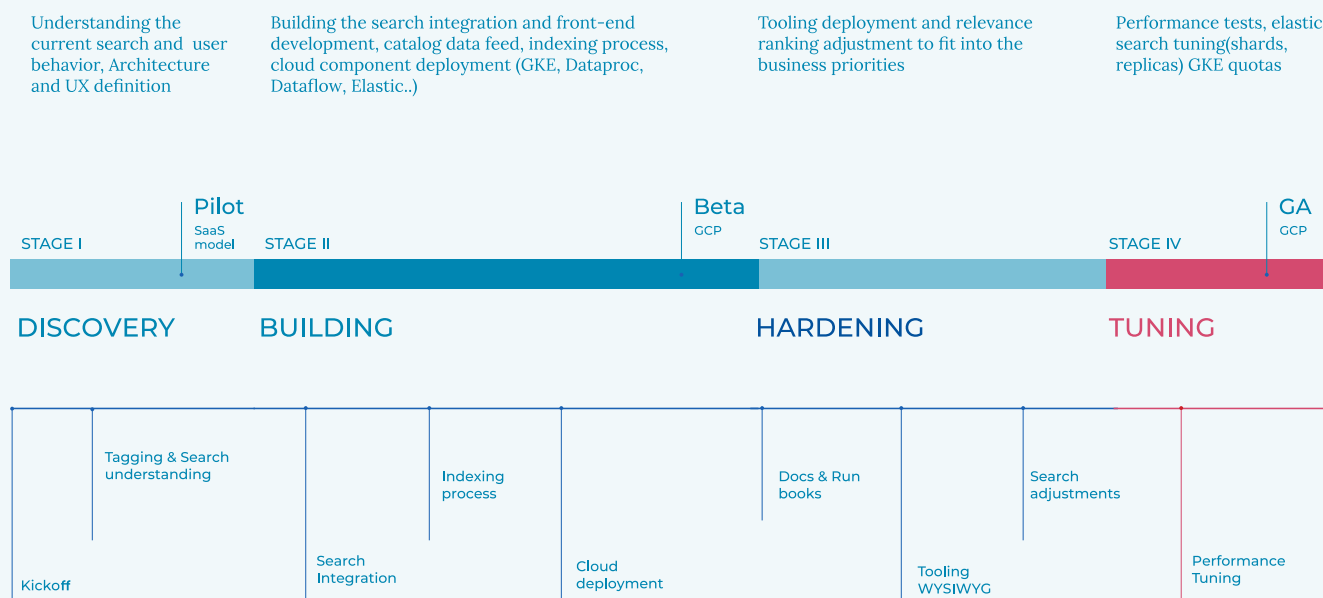 Understanding the
current search and user
behavior, Architecture
and UX definition
Building the search integration and front-end
development, catalog data feed, indexing process,
cloud component deployment (GKE, Dataproc,
Dataflow, Elastic..)
Tooling deployment and relevance
ranking adjustment to fit into the
business priorities
Performance tests, elastic
search tuning(shards,
replicas) GKE quotas
Pilot
SaaS
model
Beta
GCP
GA
GCP
STAGE I
STAGE II
STAGE III
STAGE IV
DISCOVERY
BUILDING
HARDENING
TUNING
Kickoff
Tagging & Search
understanding
Search
Integration
Indexing
process
Cloud
deployment
Docs & Run
books
Tooling
WYSIWYG
Search
adjustments
Performance
Tuning